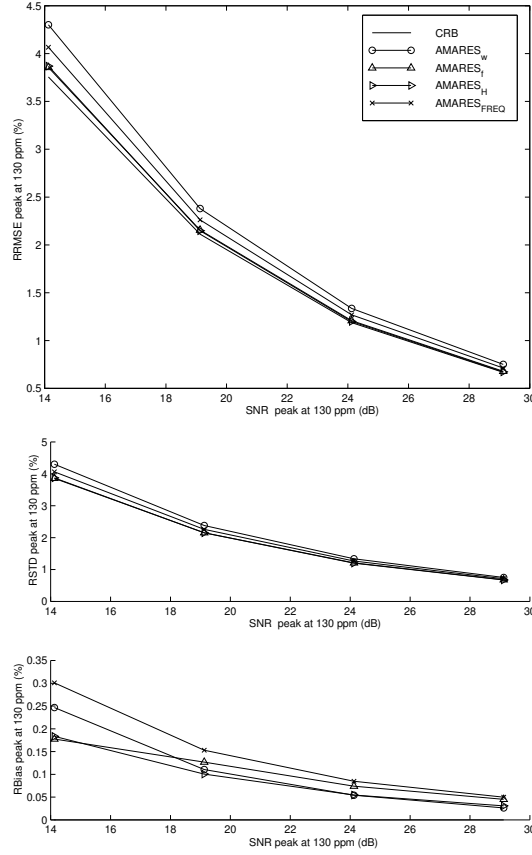 4.5
4
3.5
3
2.5
2
1.5
1
0.5
RRMSE peak at 130 ppm (%)
CRB
AMARES_w
AMARES_f
AMARES_H
AMARES_FREQ
14 16 18 20 22 24 26 28 30
SNR peak at 130 ppm (dB)
5
4
3
2
1
0
RSTD peak at 130 ppm (%)
14 16 18 20 22 24 26 28 30
SNR peak at 130 ppm (dB)
0.35
0.3
0.25
0.2
0.15
0.1
0.05
0
RBias peak at 130 ppm (%)
14 16 18 20 22 24 26 28 30
SNR peak at 130 ppm (dB)